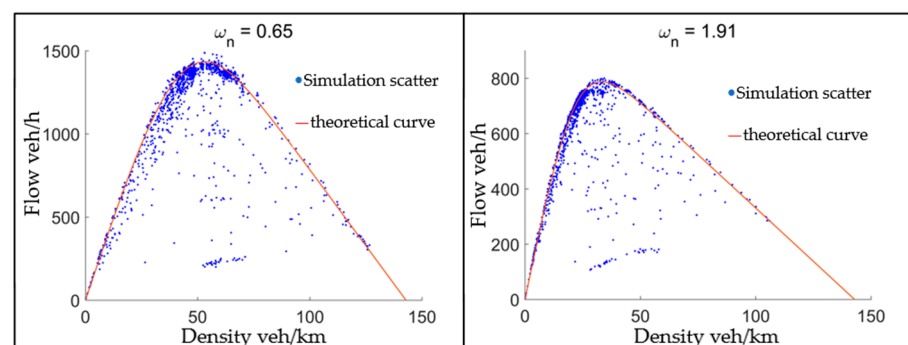 ωn = 0.65
1500
1000
500
0
0
50
100
150
Flow veh/h
Density veh/km
Simulation scatter
theoretical curve
ωn = 1.91
800
600
400
200
0
0
50
100
150
Flow veh/h
Density veh/km
Simulation scatter
theoretical curve